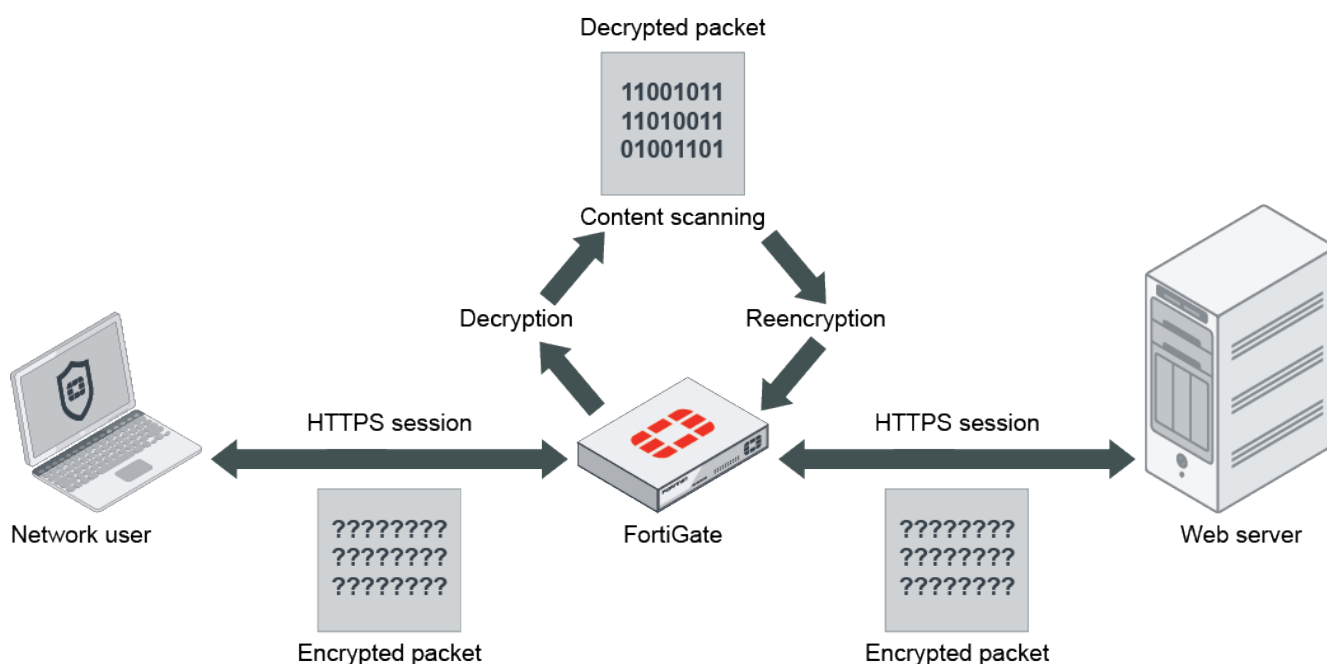 Decrypted packet
11001011
11010011
01001101
Content scanning
Decryption
Reencryption
HTTPS session
HTTPS session
Network user
????????
????????
????????
FortiGate
????????
????????
????????
Web server
Encrypted packet
Encrypted packet